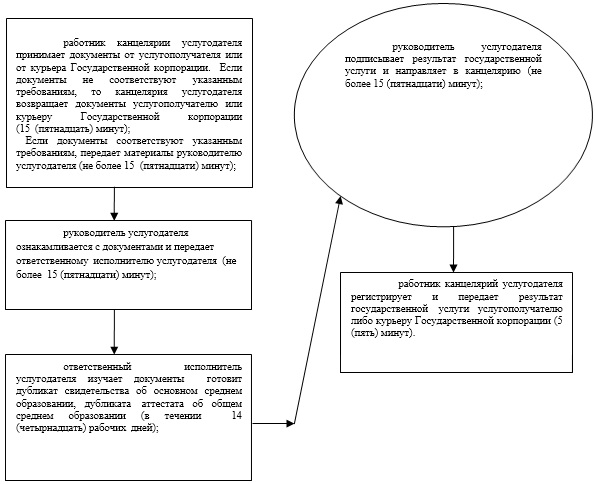 работник канцелярии услугодателя
принимает документы от услугополучателя или
от курьера Государственной корпорации. Если
документы не соответствуют указанным
требованиям, то канцелярия услугодателя
возвращает документы услугополучателю или
курьеру Государственной корпорации
(15 (пятнадцать) минут);
Если документы соответствуют указанным
требованиям, передает материалы руководителю
услугодателя (не более 15 (пятнадцати) минут);
руководитель услугодателя
ознакамливается с документами и передает
ответственному исполнителю услугодателя (не
более 15 (пятнадцати) минут);
ответственный исполнитель
услугодателя изучает документы готовит
дубликат свидетельства об основном среднем
образовании, дубликата аттестата об общем
среднем образовании (в течении 14
(четырнадцать) рабочих дней);
руководитель услугодателя
подписывает результат государственной
услуги и направляет в канцелярию (не
более 15 (пятнадцати) минут);
работник канцелярий услугодателя
регистрирует и передает результат
государственной услуги услугополучателю
либо курьеру Государственной корпорации (5
(пять) минут).